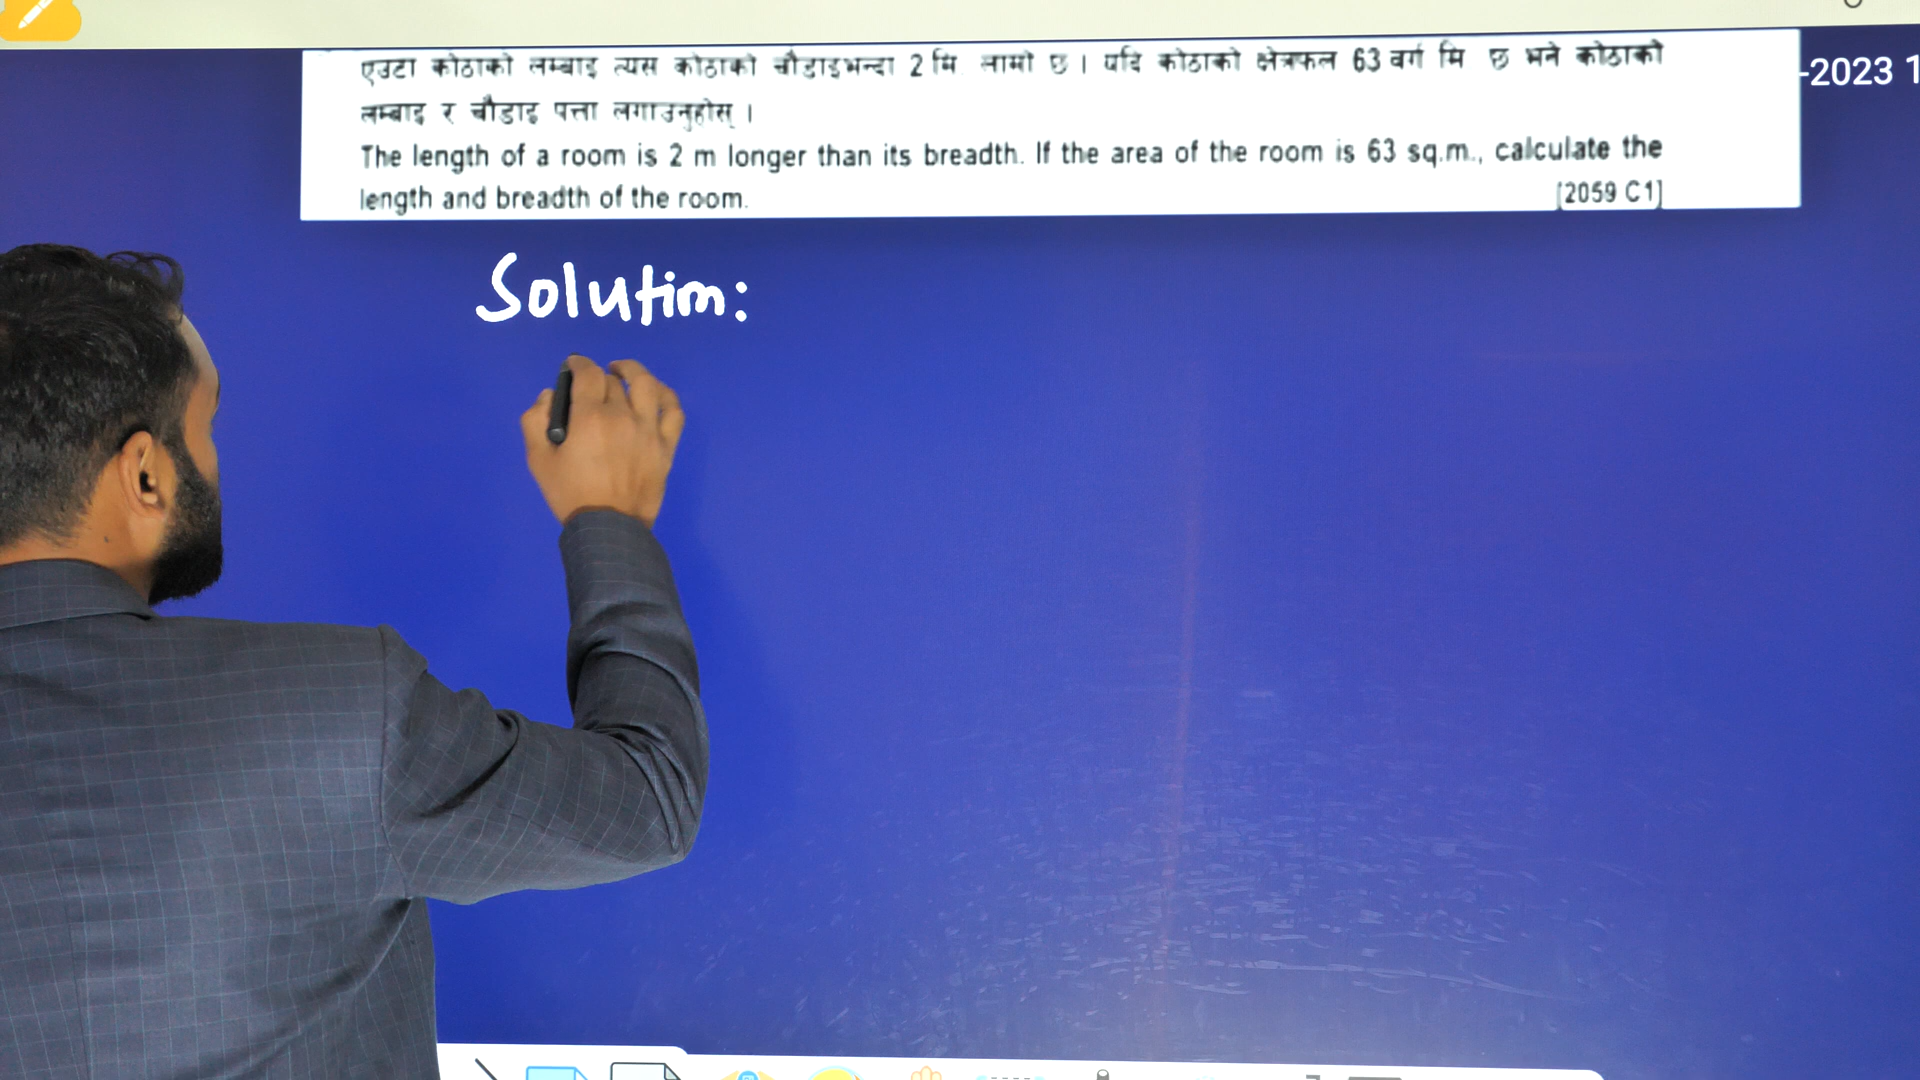 एउटा कोठाको लम्बाइ त्यस कोठाको चौडाइभन्दा 2 मि लामो छ । यदि कोठाको क्षेत्रफल 63 वर्ग मि छ भने कोठाको
लम्बाइ र चौडाइ पत्ता लगाउनुहोस् ।
The length of a room is 2 m longer than its breadth. If the area of the room is 63 sq.m., calculate the
length and breadth of the room. [2059 C1]
-2023 1
Solution: